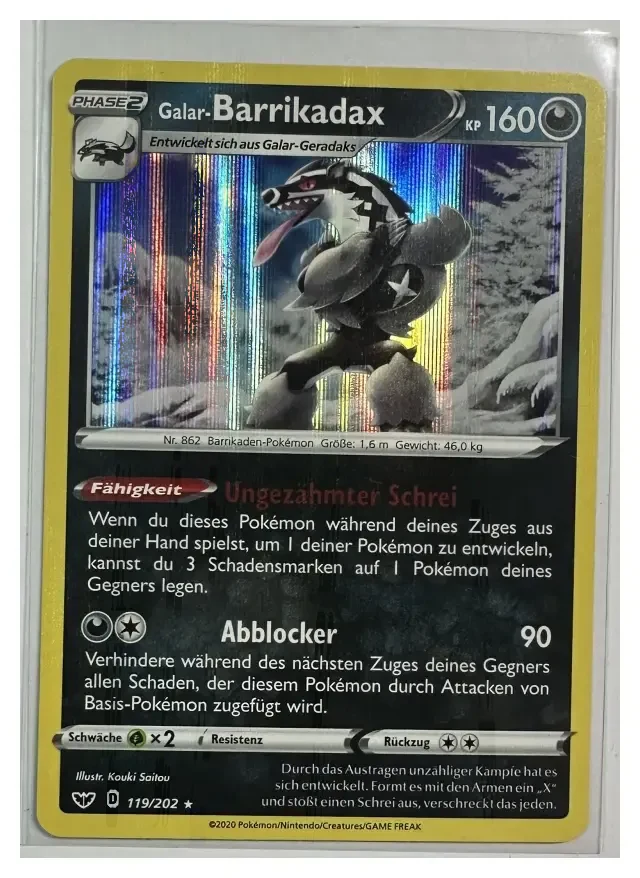 PHASE2
Galar-Barrikadax
KP 160
Entwickelt sich aus Galar-Geradaks
Nr. 862 Barrikaden-Pokémon Größe: 1,6 m Gewicht: 46,0 kg
Fähigkeit Ungezähmter Schrei
Wenn du dieses Pokémon während deines Zuges aus
deiner Hand spielst, um 1 deiner Pokémon zu entwickeln,
kannst du 3 Schadensmarken auf 1 Pokémon deines
Gegners legen.
Abblocker 90
Verhindere während des nächsten Zuges deines Gegners
allen Schaden, der diesem Pokémon durch Attacken von
Basis-Pokémon zugefügt wird.
Schwäche ×2 Resistenz Rückzug
Illustr. Kouki Saitou
Durch das Austragen unzähliger Kämpfe hat es
sich entwickelt. Formt es mit den Armen ein „X“
und stößt einen Schrei aus, verschreckt das jeden.
D 119/202 ★
©2020 Pokémon/Nintendo/Creatures/GAME FREAK